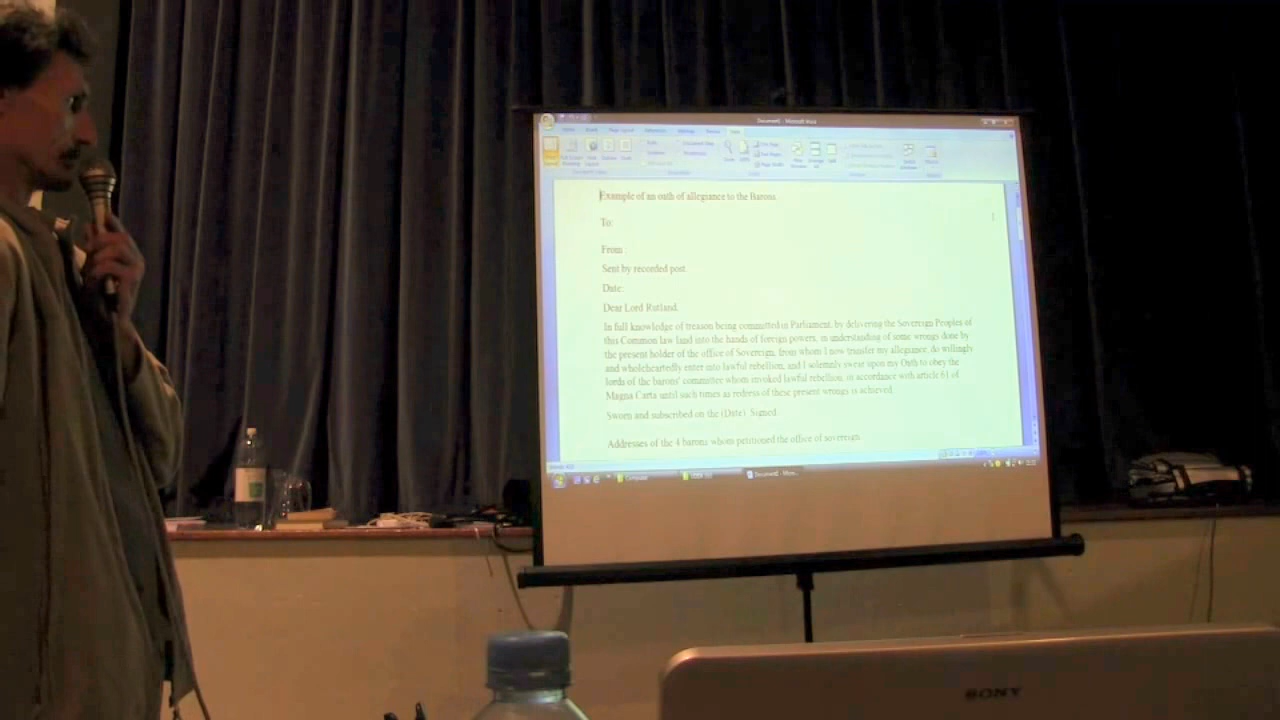 Document2 - Microsoft Word
Example of an oath of allegiance to the Barons.
To:
From :
Sent by recorded post.
Date:
Dear Lord Rutland.
In full knowledge of treason being committed in Parliament, by delivering the Sovereign Peoples of
this Common law land into the hands of foreign powers, in understanding of some wrongs done by
the present holder of the office of Sovereign, from whom I now transfer my allegiance, do willingly
and wholeheartedly enter into lawful rebellion, and I solemnly swear upon my Oath to obey the
lords of the barons' committee whom invoked lawful rebellion, in accordance with article 61 of
Magna Carta until such times as redress of these present wrongs is achieved.
Sworn and subscribed on the (Date). Signed.
Addresses of the 4 barons whom petitioned the office of sovereign.
Computer
Document2 - Micro...
SONY